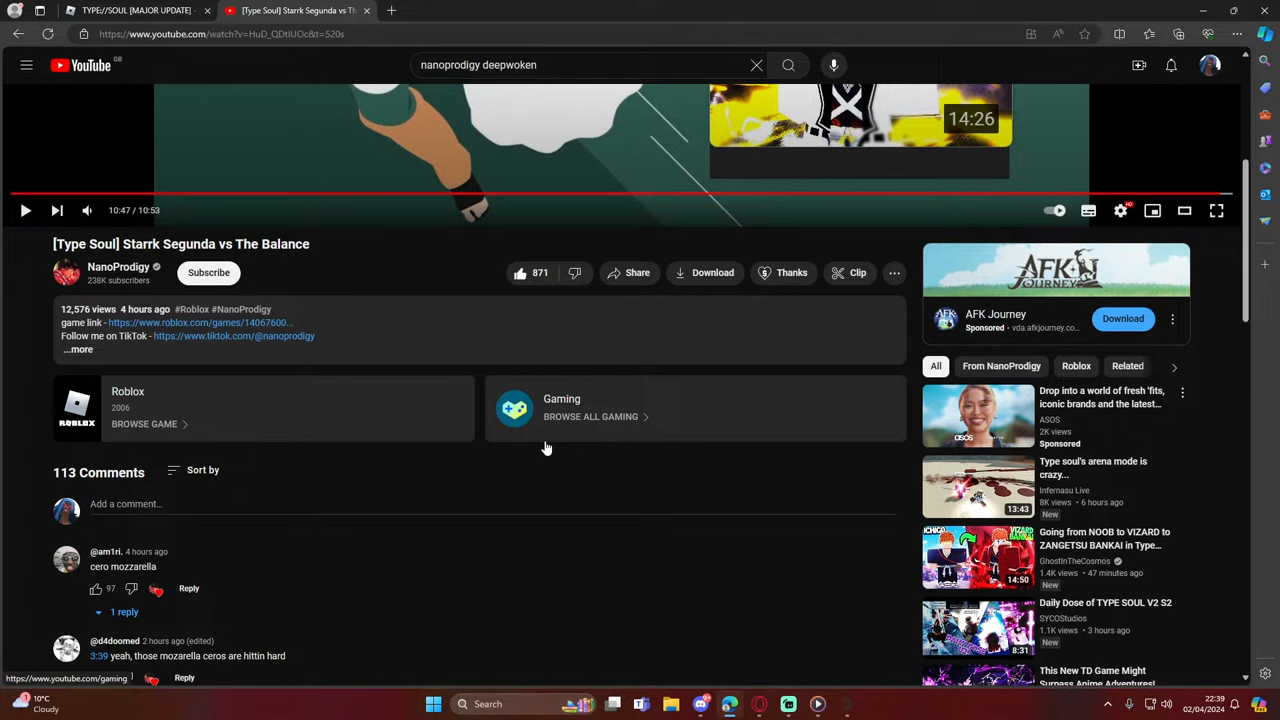 TYPE//SOUL [MAJOR UPDATE] -
[Type Soul] Starrk Segunda vs Th
https://www.youtube.com/watch?v=HuD_QDtIUOc&t=520s
YouTube GB
nanoprodigy deepwoken
14:26
10:47 / 10:53
HD
[Type Soul] Starrk Segunda vs The Balance
NanoProdigy
238K subscribers
Subscribe
871
Share
Download
Thanks
Clip
12,576 views 4 hours ago #Roblox #NanoProdigy
game link - https://www.roblox.com/games/14067600...
Follow me on TikTok - https://www.tiktok.com/@nanoprodigy
...more
ROBLOX
Roblox
2006
BROWSE GAME
Gaming
BROWSE ALL GAMING
113 Comments
Sort by
Add a comment...
@am1ri. 4 hours ago
cero mozzarella
97
Reply
1 reply
@d4doomed 2 hours ago (edited)
3:39 yeah, those mozarella ceros are hittin hard
Reply
https://www.youtube.com/gaming
AFK JOURNEY
AFK Journey
Sponsored · vda.afkjourney.co...
Download
All
From NanoProdigy
Roblox
Related
asos
Drop into a world of fresh 'fits,
iconic brands and the latest...
ASOS
2K views
Sponsored
13:43
Type soul's arena mode is
crazy...
Infernasu Live
8K views • 6 hours ago
New
ICHIGO
VIZARD
14:50
Going from NOOB to VIZARD to
ZANGETSU BANKAI in Type...
GhostInTheCosmos
1.4K views • 47 minutes ago
New
8:31
Daily Dose of TYPE SOUL V2 S2
SYCOStudios
1.1K views • 3 hours ago
New
This New TD Game Might
Surpass Anime Adventures!
10°C
Cloudy
Search
22:39
02/04/2024